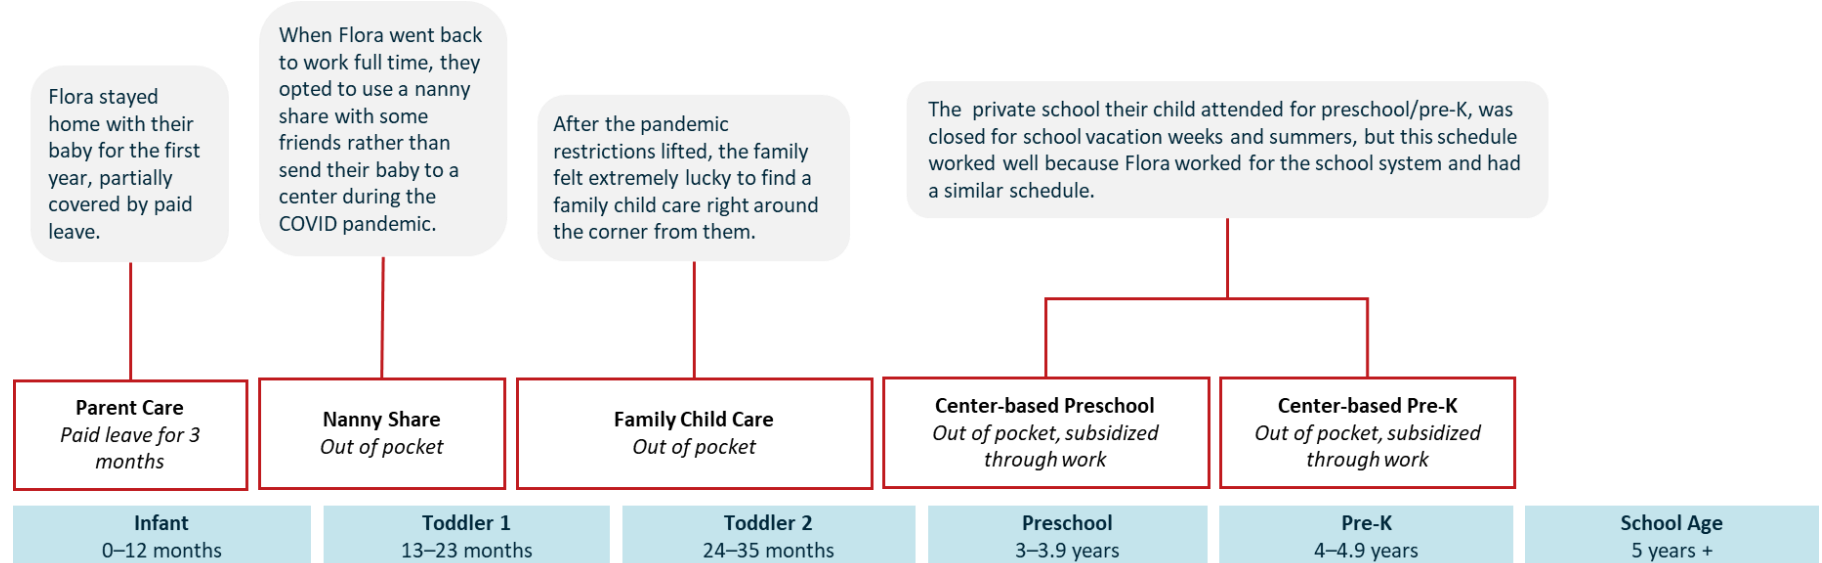 Flora stayed
home with their
baby for the first
year, partially
covered by paid
leave.
When Flora went back
to work full time, they
opted to use a nanny
share with some
friends rather than
send their baby to a
center during the
COVID pandemic.
After the pandemic
restrictions lifted, the family
felt extremely lucky to find a
family child care right around
the corner from them.
The private school their child attended for preschool/pre-K, was
closed for school vacation weeks and summers, but this schedule
worked well because Flora worked for the school system and had
a similar schedule.
Parent Care
Paid leave for 3
months
Nanny Share
Out of pocket
Family Child Care
Out of pocket
Center-based Preschool
Out of pocket, subsidized
through work
Center-based Pre-K
Out of pocket, subsidized
through work
Infant
0–12 months
Toddler 1
13–23 months
Toddler 2
24–35 months
Preschool
3–3.9 years
Pre-K
4–4.9 years
School Age
5 years +